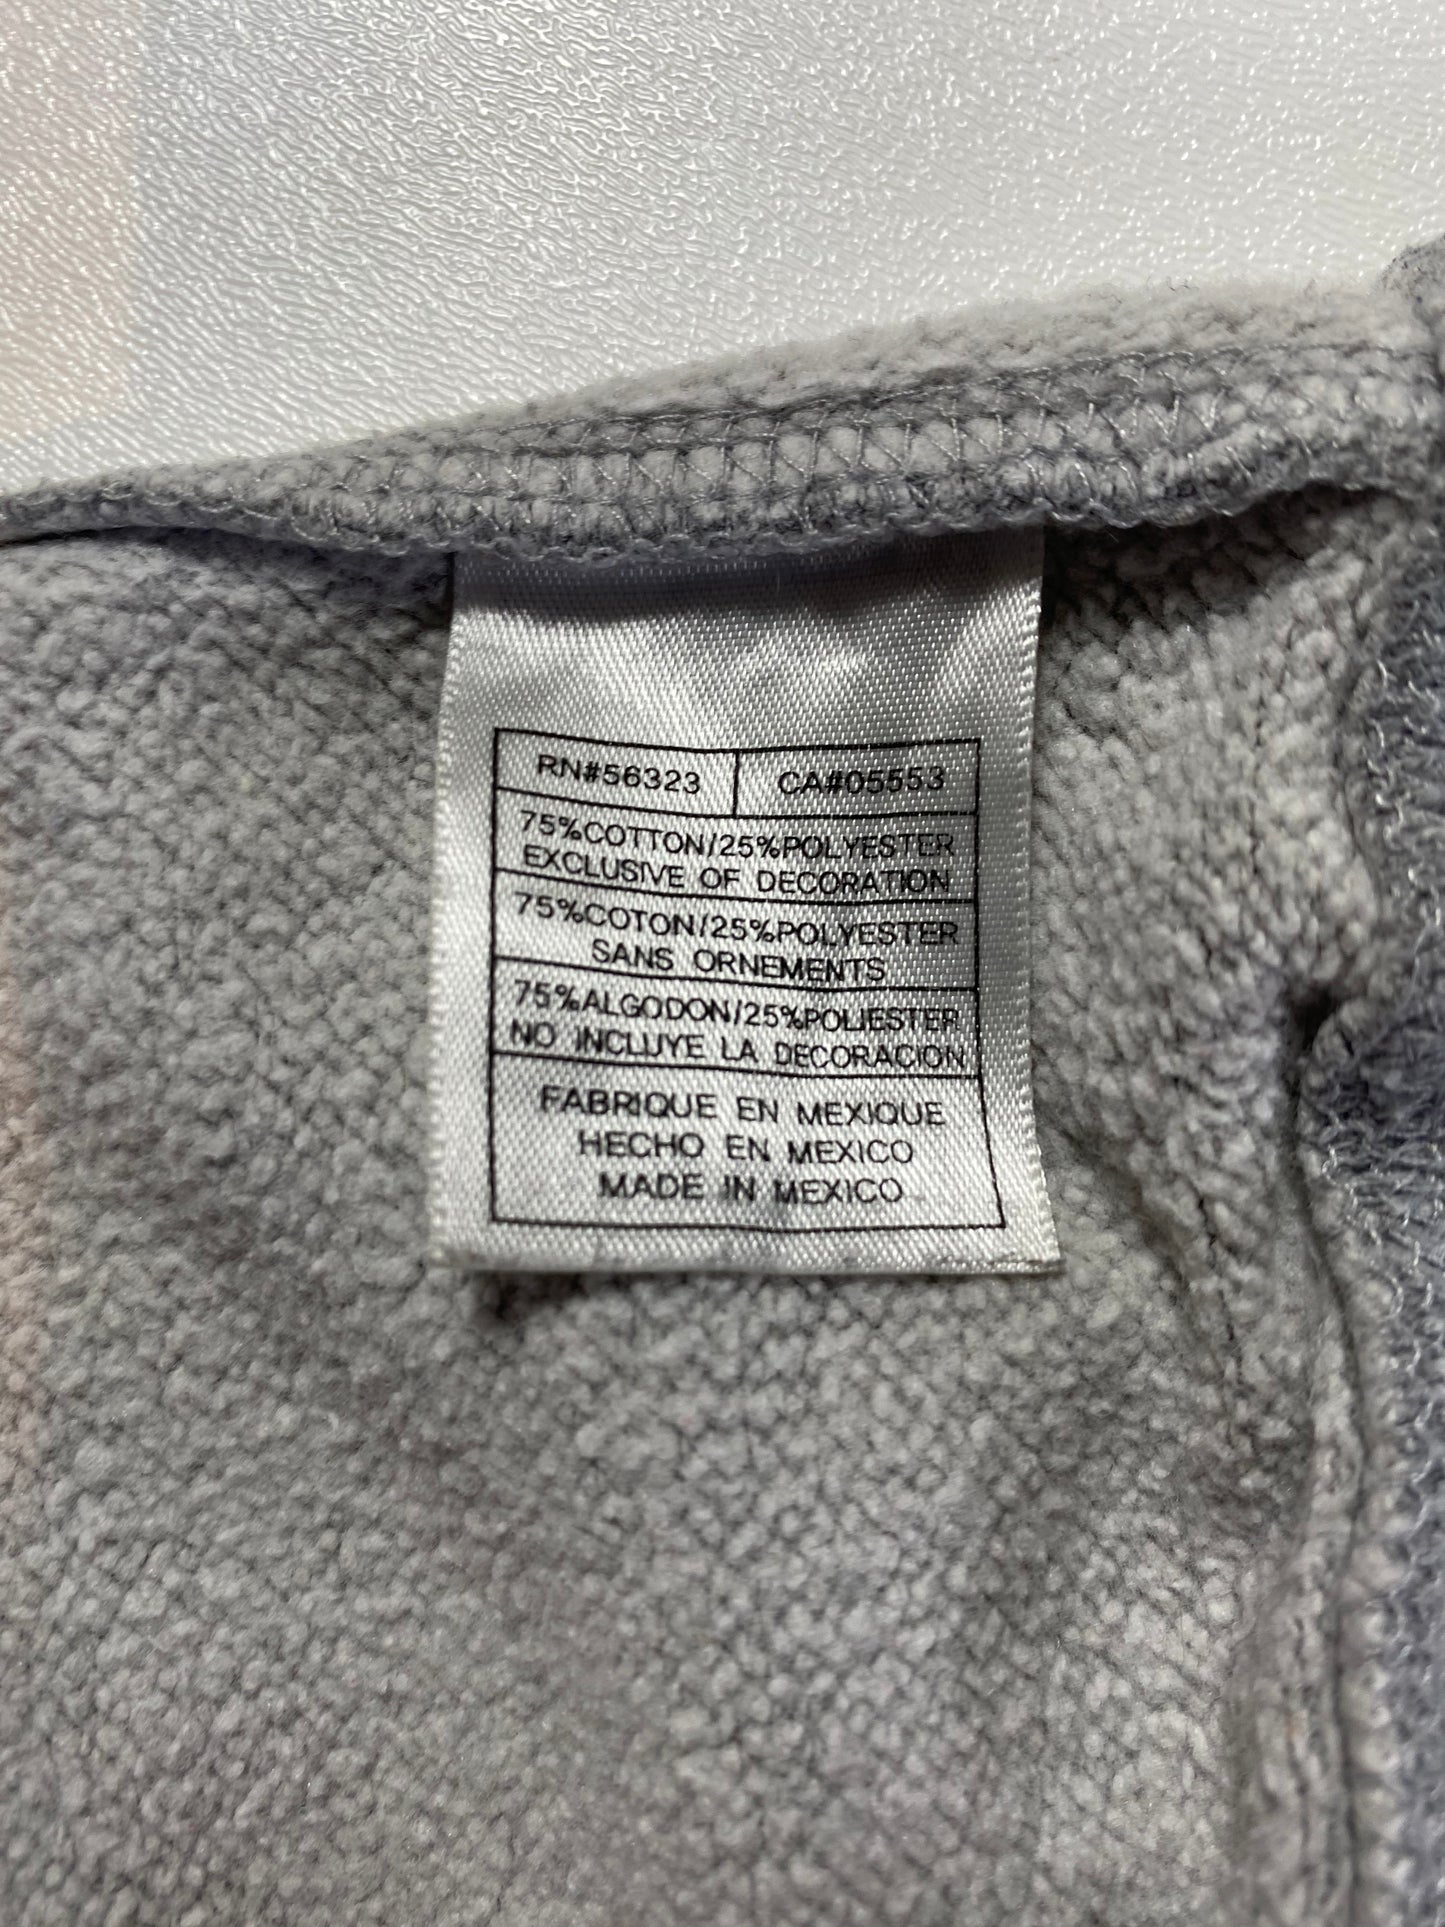 RN#56323 CA#05553
75%COTTON/25%POLYESTER
EXCLUSIVE OF DECORATION
75%COTON/25%POLYESTER
SANS ORNEMENTS
75%ALGODON/25%POLIESTER
NO INCLUYE LA DECORACION
FABRIQUE EN MEXIQUE
HECHO EN MEXICO
MADE IN MEXICO